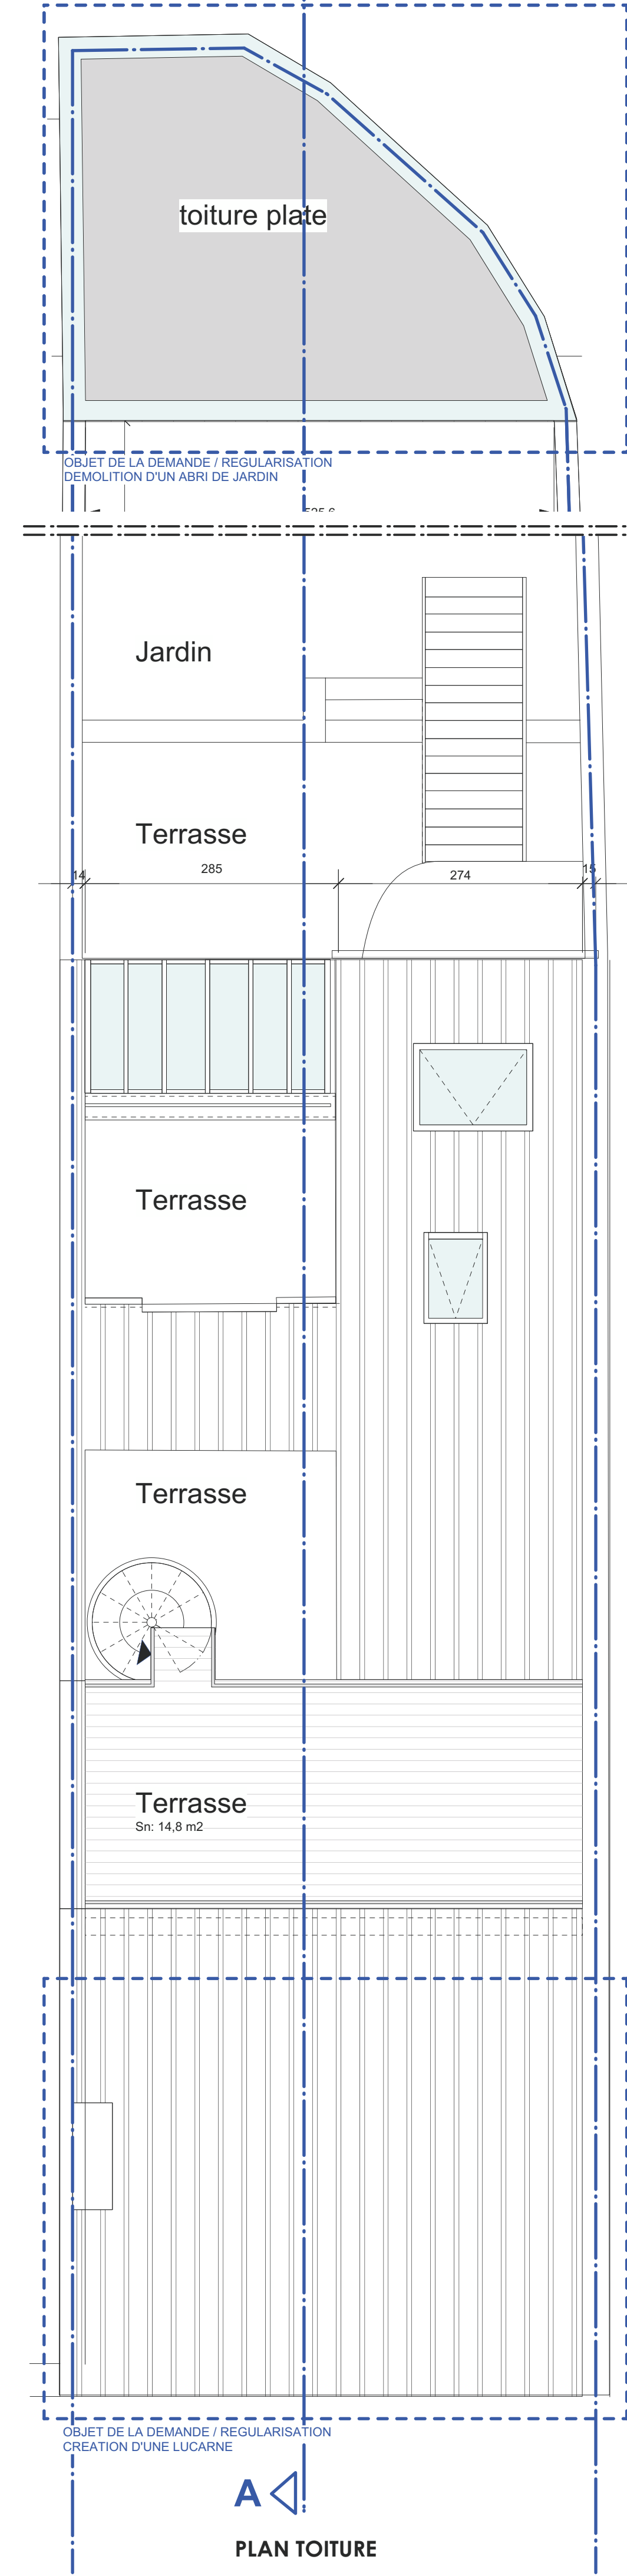 toiture plate
OBJET DE LA DEMANDE / REGULARISATION
DEMOLITION D'UN ABRI DE JARDIN
Jardin
Terrasse
14
285
274
15
Terrasse
Terrasse
Terrasse
Sn: 14,8 m2
OBJET DE LA DEMANDE / REGULARISATION
CREATION D'UNE LUCARNE
A
PLAN TOITURE